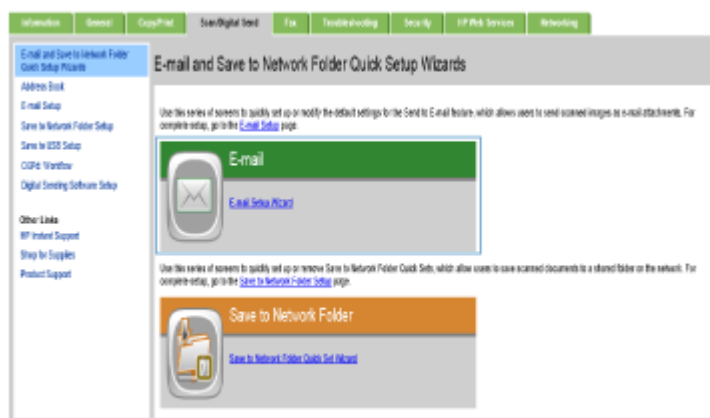 Information General Copy/Print Scan/Digital Send Fax Troubleshooting Security HP Web Services Networking
E-mail and Save to Network Folder
Quick Setup Wizards
Address Book
E-mail Setup
Save to Network Folder Setup
Save to USB Setup
Workflow
Digital Sending Software Setup
Other Links
HP Instant Support
Shop for Supplies
Product Support
E-mail and Save to Network Folder Quick Setup Wizards
Use this series of screens to quickly set up or modify the default settings for the Send to E-mail feature, which allows users to send scanned images as e-mail attachments. For
complete setup, go to the E-mail Setup page.
E-mail
E-mail Setup Wizard
Use this series of screens to quickly set up or remove Save to Network Folder Quick Sets, which allow users to save scanned documents to a shared folder on the network. For
complete setup, go to the Save to Network Folder Setup page.
Save to Network Folder
Save to Network Folder Quick Set Wizard